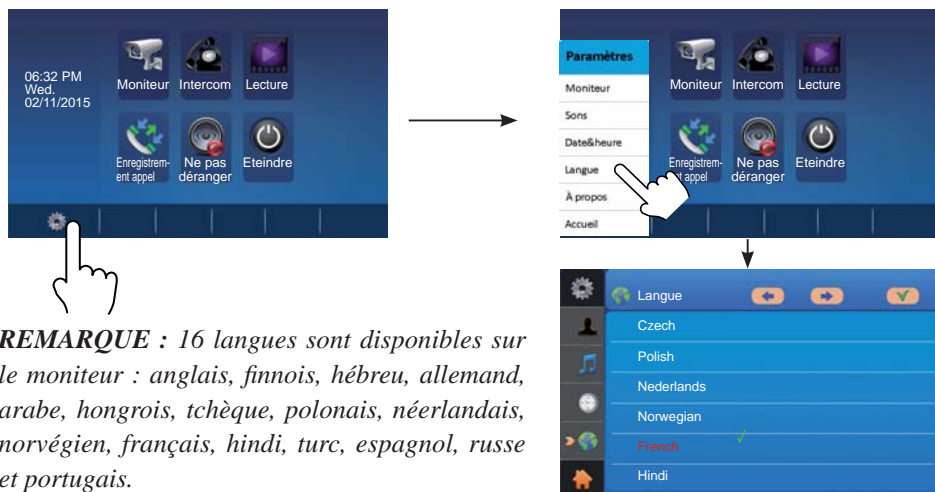 06:32 PM
Wed.
02/11/2015
Moniteur Intercom Lecture
Enregistrem-
ent appel
Ne pas
déranger
Eteindre
Paramètres
Moniteur
Sons
Date&heure
Langue
À propos
Accueil
Moniteur Intercom Lecture
Enregistrem-
ent appel
Ne pas
déranger
Eteindre
REMARQUE : 16 langues sont disponibles sur
le moniteur : anglais, finnois, hébreu, allemand,
arabe, hongrois, tchèque, polonais, néerlandais,
norvégien, français, hindi, turc, espagnol, russe
et portugais.
Langue
Czech
Polish
Nederlands
Norwegian
French
Hindi